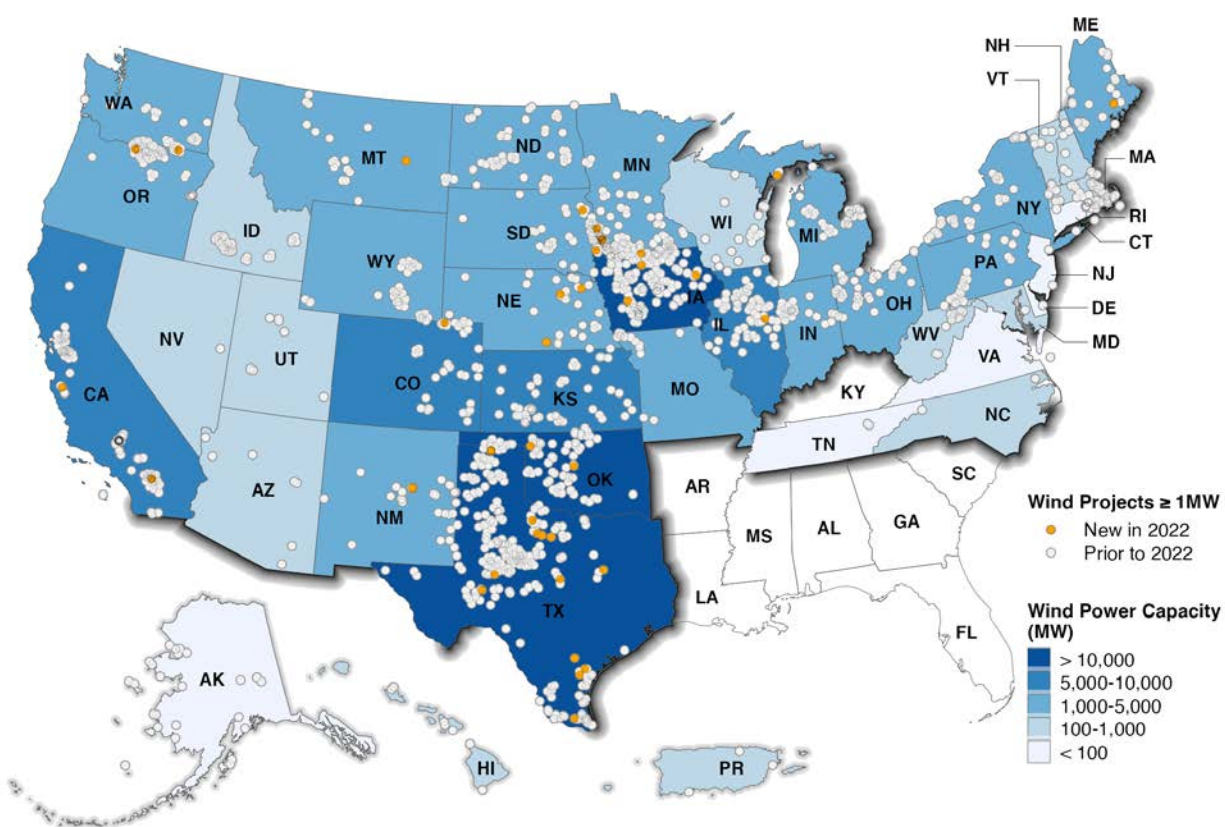 ME
NH
VT
WA
MT
ND
MN
MA
OR
ID
SD
WI
MI
NY
RI
CT
WY
PA
NJ
NE
IA
OH
DE
NV
IL
IN
WV
MD
UT
VA
CA
CO
KS
MO
KY
NC
TN
AZ
OK
NM
AR
SC
MS
AL
GA
LA
TX
FL
AK
HI
PR
Wind Projects ≥ 1MW
New in 2022
Prior to 2022
Wind Power Capacity
(MW)
> 10,000
5,000-10,000
1,000-5,000
100-1,000
< 100